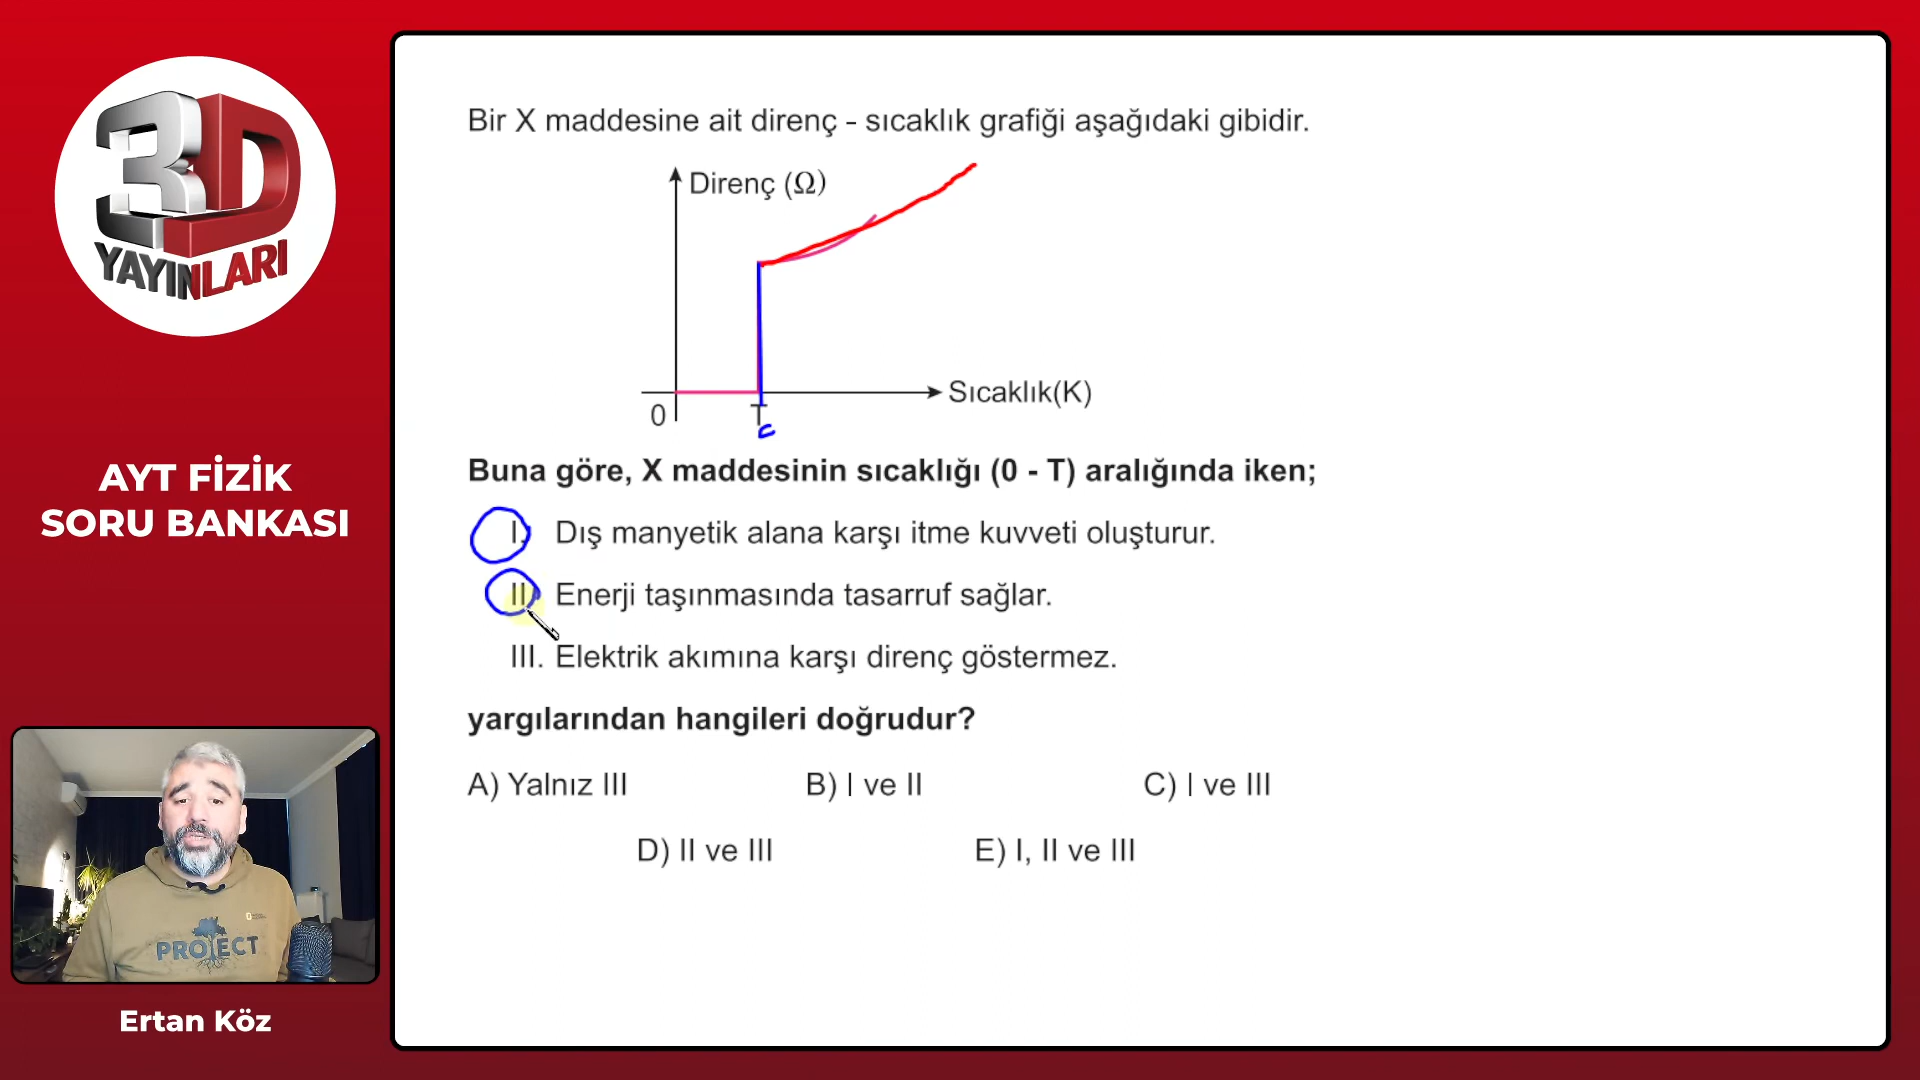 3D
YAYINLARI
AYT FİZİK
SORU BANKASI
PROJECT
Ertan Köz
Bir X maddesine ait direnç - sıcaklık grafiği aşağıdaki gibidir.
Direnç (Ω)
Sıcaklık(K)
0
T
c
Buna göre, X maddesinin sıcaklığı (0 - T) aralığında iken;
I. Dış manyetik alana karşı itme kuvveti oluşturur.
II. Enerji taşınmasında tasarruf sağlar.
III. Elektrik akımına karşı direnç göstermez.
yargılarından hangileri doğrudur?
A) Yalnız III B) I ve II C) I ve III
D) II ve III E) I, II ve III